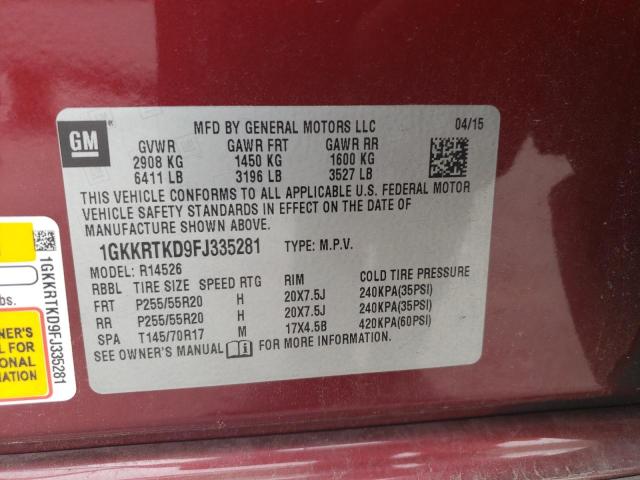 GM
MFD BY GENERAL MOTORS LLC 04/15
GVWR GAWR FRT GAWR RR
2908 KG 1450 KG 1600 KG
6411 LB 3196 LB 3527 LB
THIS VEHICLE CONFORMS TO ALL APPLICABLE U.S. FEDERAL MOTOR
VEHICLE SAFETY STANDARDS IN EFFECT ON THE DATE OF
MANUFACTURE SHOWN ABOVE.
1GKKRTKD9FJ335281 TYPE: M.P.V.
MODEL: R14526
RBBL TIRE SIZE SPEED RTG RIM COLD TIRE PRESSURE
FRT P255/55R20 H 20X7.5J 240KPA(35PSI)
RR P255/55R20 H 20X7.5J 240KPA(35PSI)
SPA T145/70R17 M 17X4.5B 420KPA(60PSI)
SEE OWNER'S MANUAL i FOR MORE INFORMATION.
1GKKRTKD9FJ335281
lbs.
OWNER'S
L FOR
IONAL
MATION